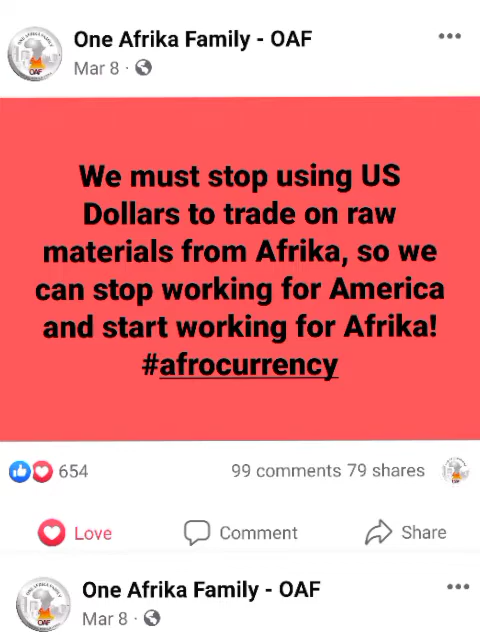 One Afrika Family - OAF
Mar 8 ·
We must stop using US
Dollars to trade on raw
materials from Afrika, so we
can stop working for America
and start working for Afrika!
#afrocurrency
654
99 comments 79 shares
Love
Comment
Share
One Afrika Family - OAF
Mar 8 ·